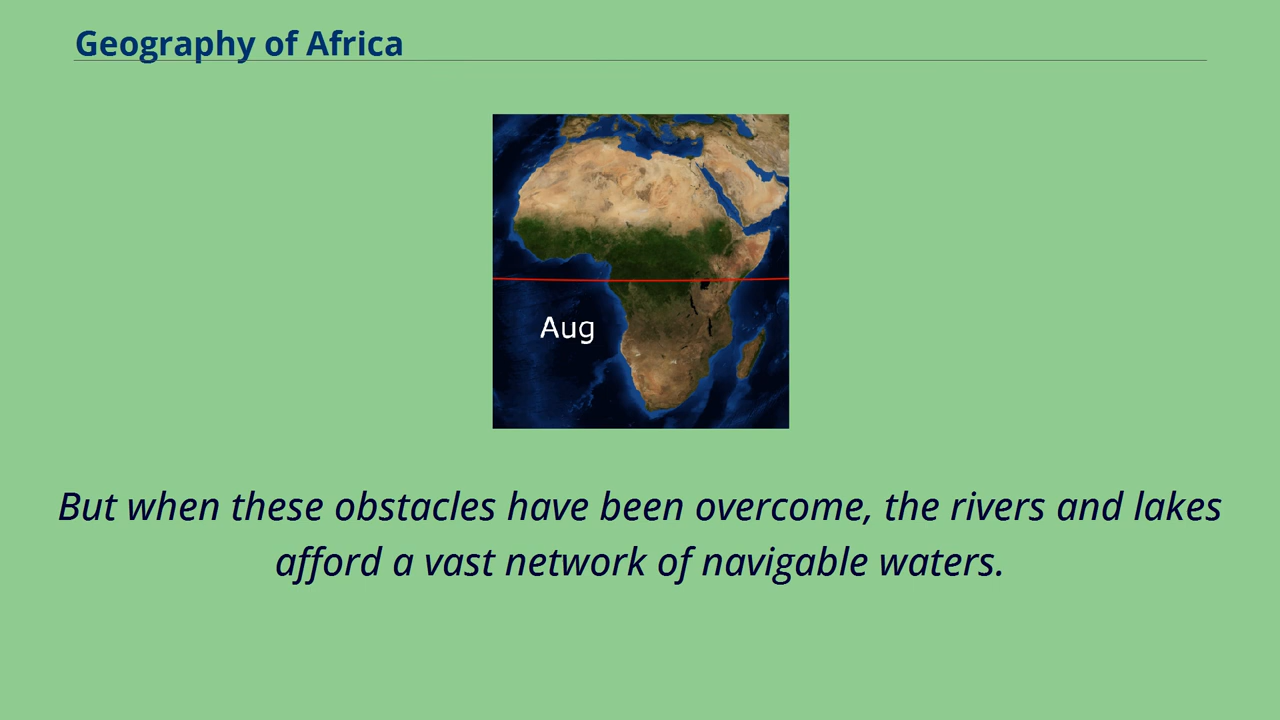 Geography of Africa
Aug
But when these obstacles have been overcome, the rivers and lakes
afford a vast network of navigable waters.